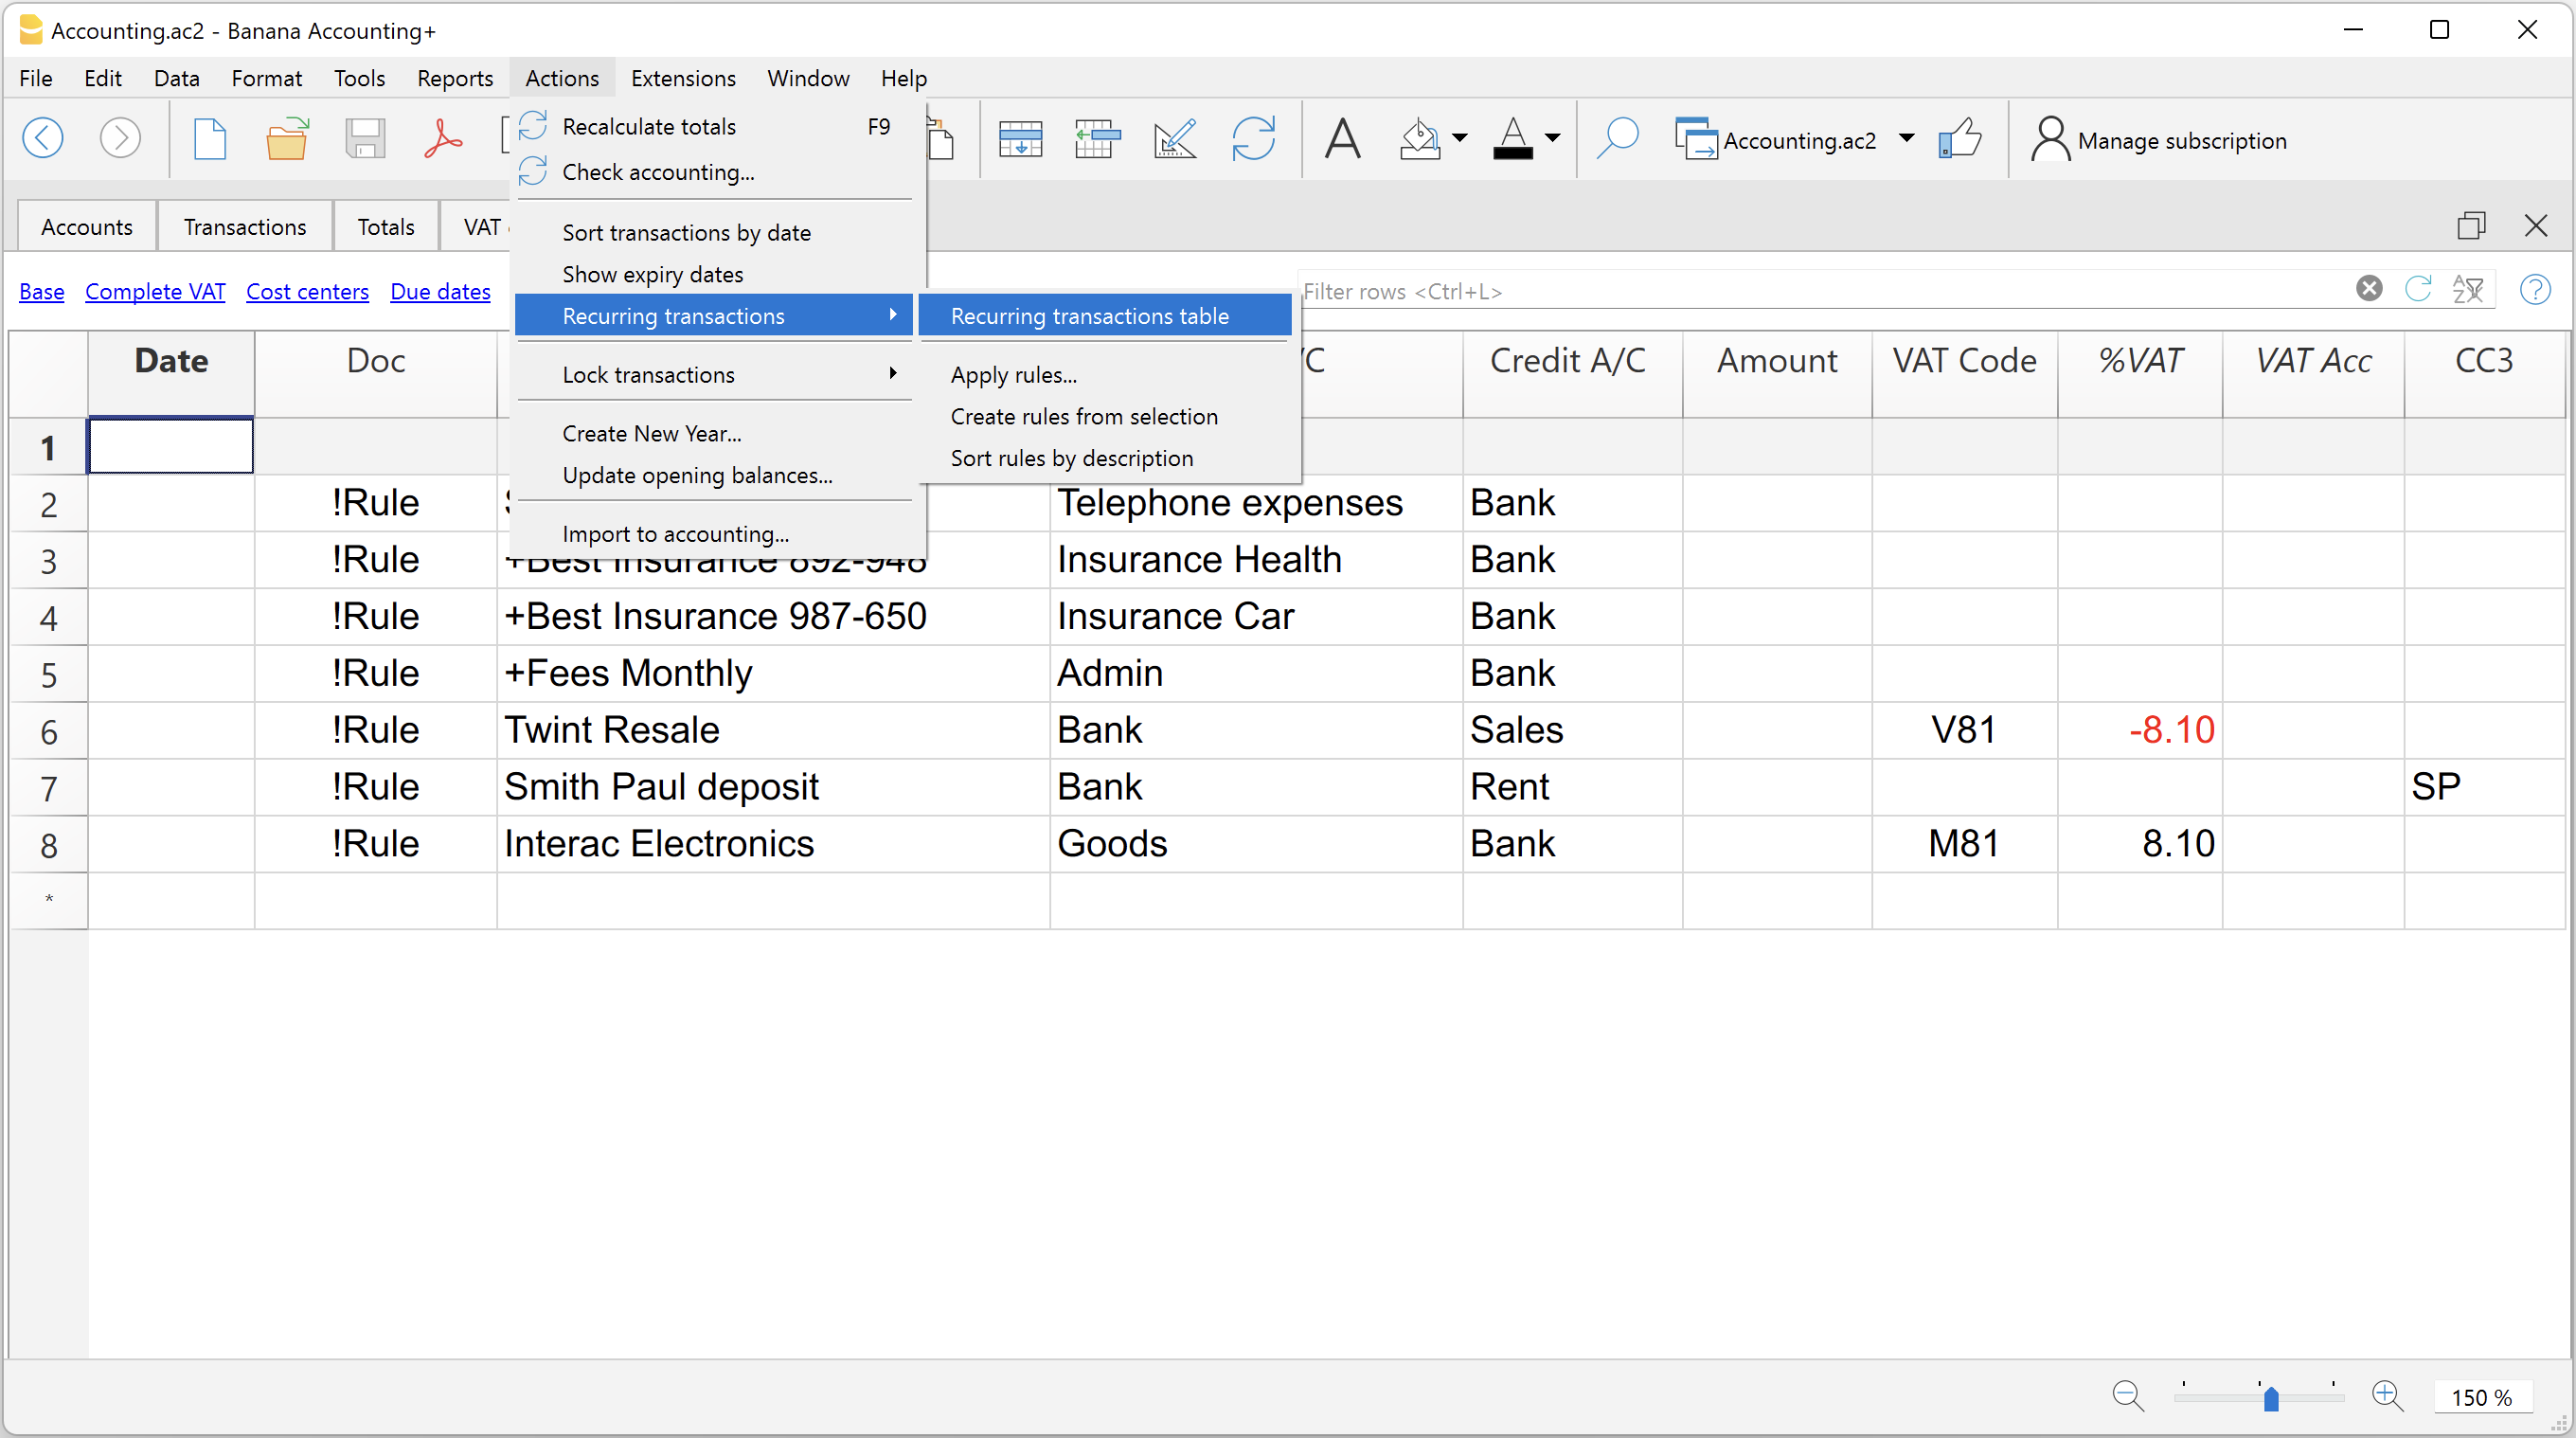 Accounting.ac2 - Banana Accounting+
File Edit Data Format Tools Reports Actions Extensions Window Help
Recalculate totals F9
Check accounting...
Accounting.ac2
Manage subscription
Accounts Transactions Totals VAT
Sort transactions by date
Show expiry dates
Base Complete VAT Cost centers Due dates
Filter rows <Ctrl+L>
Recurring transactions
Recurring transactions table
Lock transactions
Apply rules...
Create rules from selection
Sort rules by description
Create New Year...
Update opening balances...
Import to accounting...
Date Doc /C Credit A/C Amount VAT Code %VAT VAT Acc CC3
1
2 !Rule Telephone expenses Bank
3 !Rule +Best Insurance 892-948 Insurance Health Bank
4 !Rule +Best Insurance 987-650 Insurance Car Bank
5 !Rule +Fees Monthly Admin Bank
6 !Rule Twint Resale Bank Sales V81 -8.10
7 !Rule Smith Paul deposit Bank Rent SP
8 !Rule Interac Electronics Goods Bank M81 8.10
*
150 %